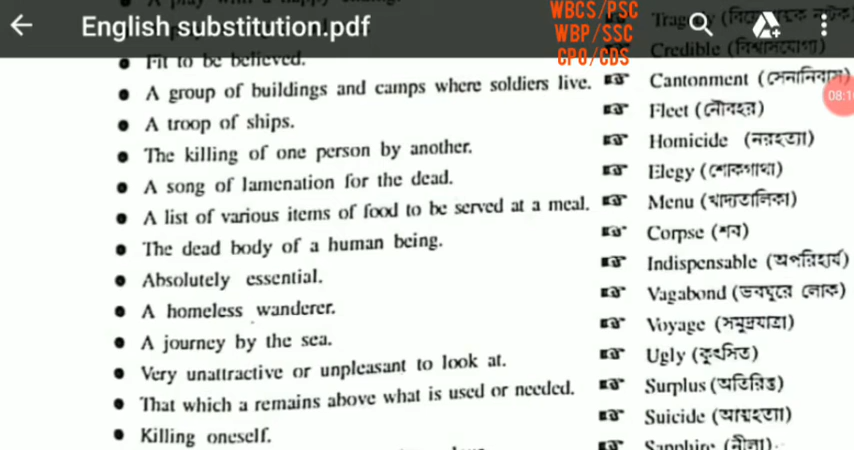 English substitution.pdf
WBCS/PSC
WBP/SSC
CPO/CDS
08:1
Fit to be believed. Credible (বিশ্বাসযোগ্য)
A group of buildings and camps where soldiers live. Cantonment (সেনানিবাস)
A troop of ships. Fleet (নৌবহর)
The killing of one person by another. Homicide (নরহত্যা)
A song of lamenation for the dead. Elegy (শোকগাথা)
A list of various items of food to be served at a meal. Menu (খাদ্যতালিকা)
The dead body of a human being. Corpse (শব)
Absolutely essential. Indispensable (অপরিহার্য)
A homeless wanderer. Vagabond (ভবঘুরে লোক)
A journey by the sea. Voyage (সমুদ্রযাত্রা)
Very unattractive or unpleasant to look at. Ugly (কুৎসিত)
That which a remains above what is used or needed. Surplus (অতিরিক্ত)
Killing oneself. Suicide (আত্মহত্যা)
Sapphire (নীলা)